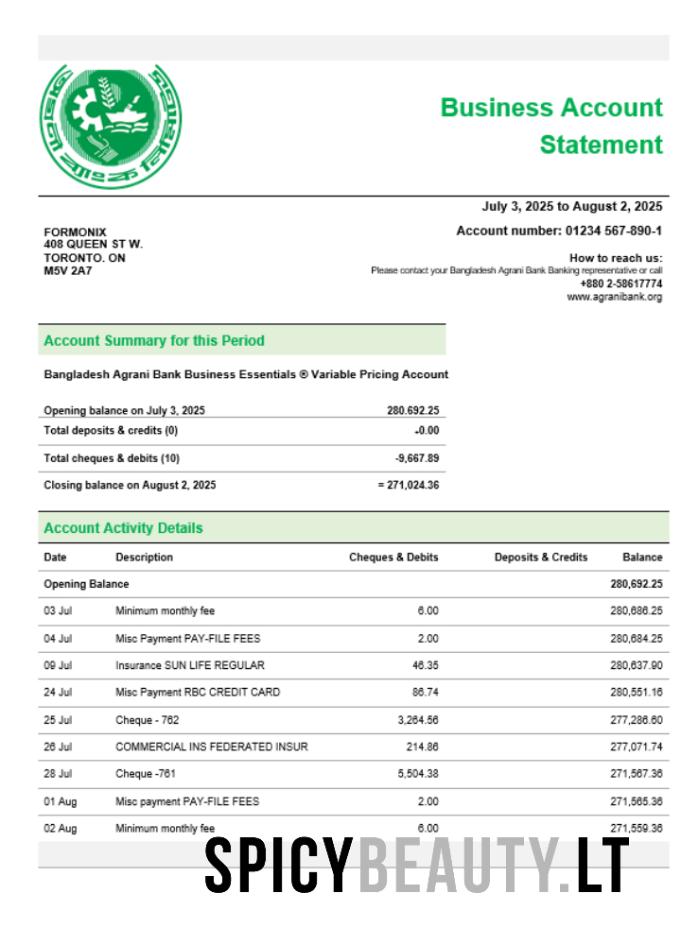 Business Account
Statement
July 3, 2025 to August 2, 2025
Account number: 01234 567-890-1
FORMONIX
408 QUEEN ST W.
TORONTO. ON
M5V 2A7
How to reach us:
Please contact your Bangladesh Agrani Bank Banking representative or call
+880 2-58617774
www.agranibank.org
Account Summary for this Period
Bangladesh Agrani Bank Business Essentials ® Variable Pricing Account
Opening balance on July 3, 2025 280.692.25
Total deposits & credits (0) -0.00
Total cheques & debits (10) -9,667.89
Closing balance on August 2, 2025 = 271,024.36
Account Activity Details
Date Description Cheques & Debits Deposits & Credits Balance
Opening Balance 280,692.25
03 Jul Minimum monthly fee 6.00 280,686.25
04 Jul Misc Payment PAY-FILE FEES 2.00 280,684.25
09 Jul Insurance SUN LIFE REGULAR 46.35 280,637.90
24 Jul Misc Payment RBC CREDIT CARD 86.74 280,551.16
25 Jul Cheque - 762 3,264.56 277,286.60
26 Jul COMMERCIAL INS FEDERATED INSUR 214.86 277,071.74
28 Jul Cheque -761 5,504.38 271,567.36
01 Aug Misc payment PAY-FILE FEES 2.00 271,565.36
02 Aug Minimum monthly fee 6.00 271,559.36
SPICYBEAUTY.LT